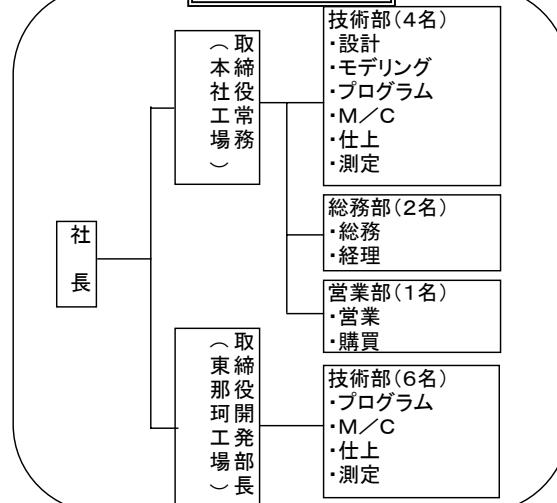 社長
取締役常務
（本社工場）
技術部（4名）
・設計
・モデリング
・プログラム
・M／C
・仕上
・測定
総務部（2名）
・総務
・経理
営業部（1名）
・営業
・購買
取締役開発部長
（東那珂工場）
技術部（6名）
・プログラム
・M／C
・仕上
・測定